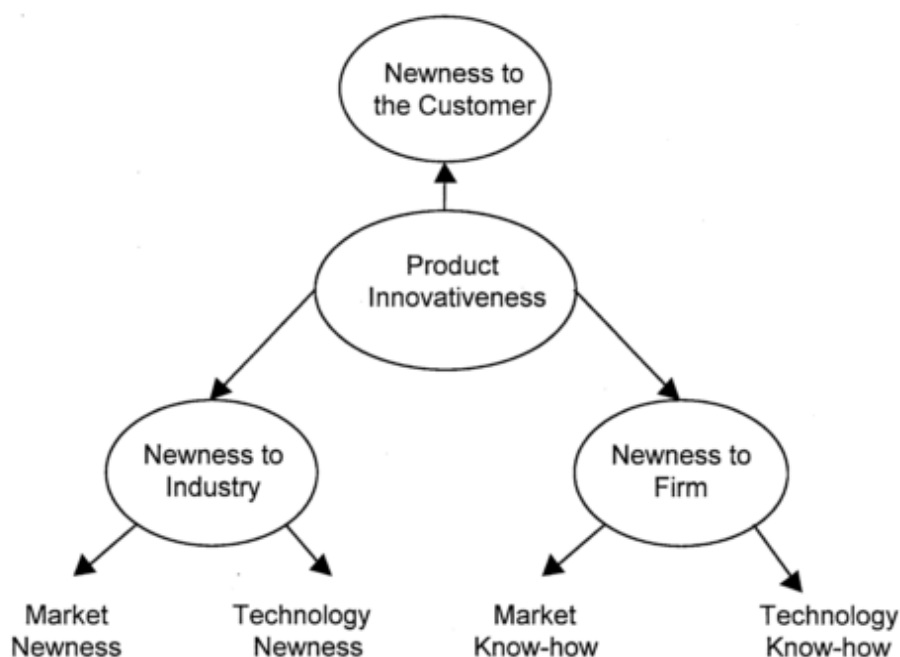 Newness to
the Customer
Product
Innovativeness
Newness to
Industry
Newness to
Firm
Market
Newness
Technology
Newness
Market
Know-how
Technology
Know-how